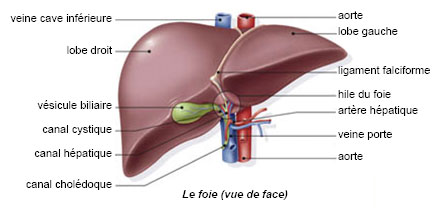 veine cave inférieure
aorte
lobe gauche
lobe droit
ligament falciforme
hile du foie
vésicule biliaire
artère hépatique
canal cystique
veine porte
canal hépatique
aorte
canal cholédoque
Le foie (vue de face)